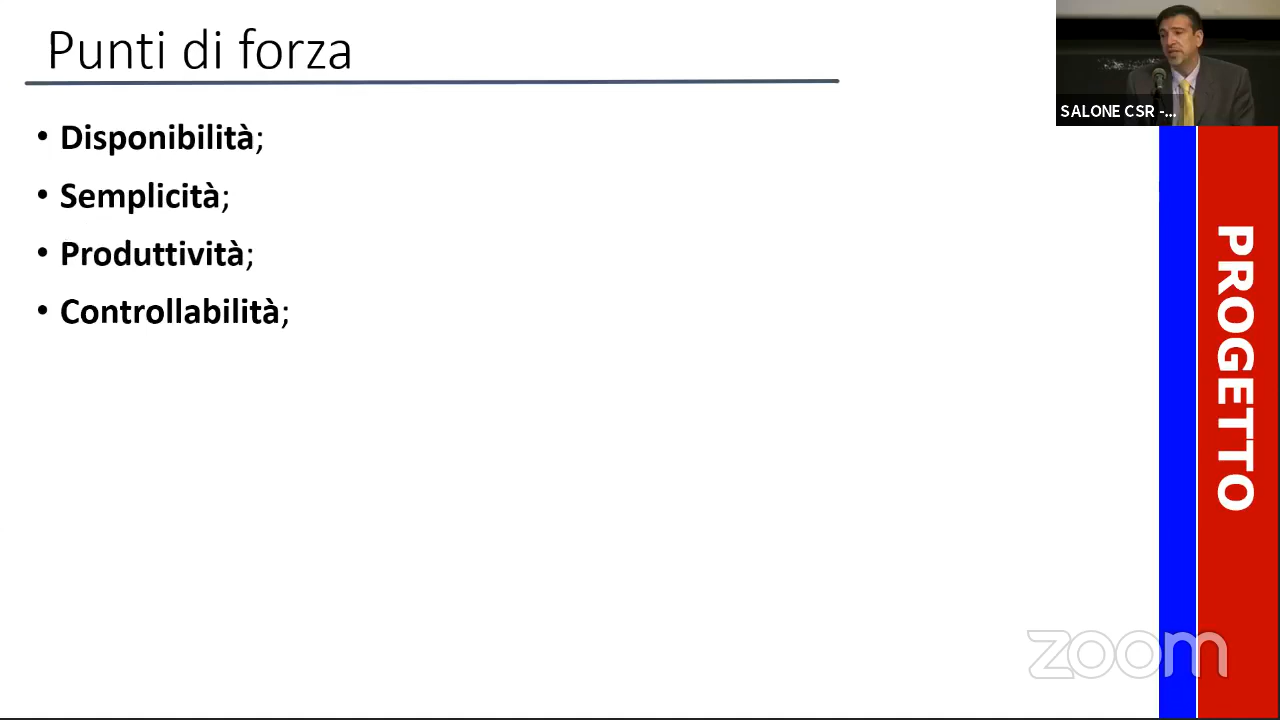 Punti di forza
• Disponibilità;
• Semplicità;
• Produttività;
• Controllabilità;
SALONE CSR -...
PROGETTO
zoom